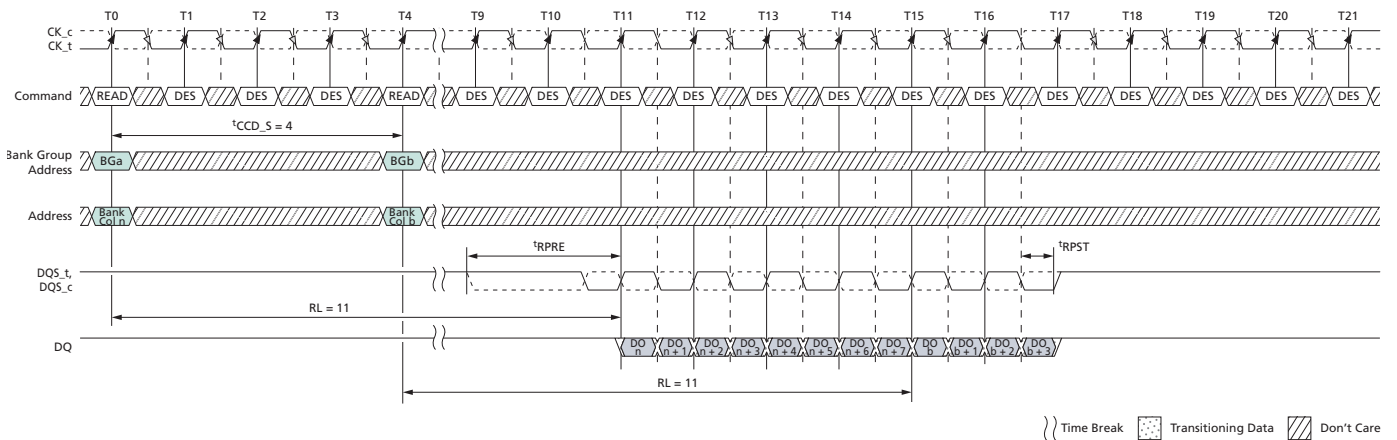 T0 T1 T2 T3 T4 T9 T10 T11 T12 T13 T14 T15 T16 T17 T18 T19 T20 T21
CK_c
CK_t
Command READ DES DES DES READ DES DES DES DES DES DES DES DES DES DES DES DES DES
tCCD_S = 4
Bank Group
Address
BGa BGb
Address
Bank
Col n
Bank
Col b
tRPRE tRPST
DQS_t,
DQS_c
RL = 11
DQ
DO
n
DO
n + 1
DO
n + 2
DO
n + 3
DO
n + 4
DO
n + 5
DO
n + 6
DO
n + 7
DO
b
DO
b + 1
DO
b + 2
DO
b + 3
RL = 11
Time Break Transitioning Data Don't Care